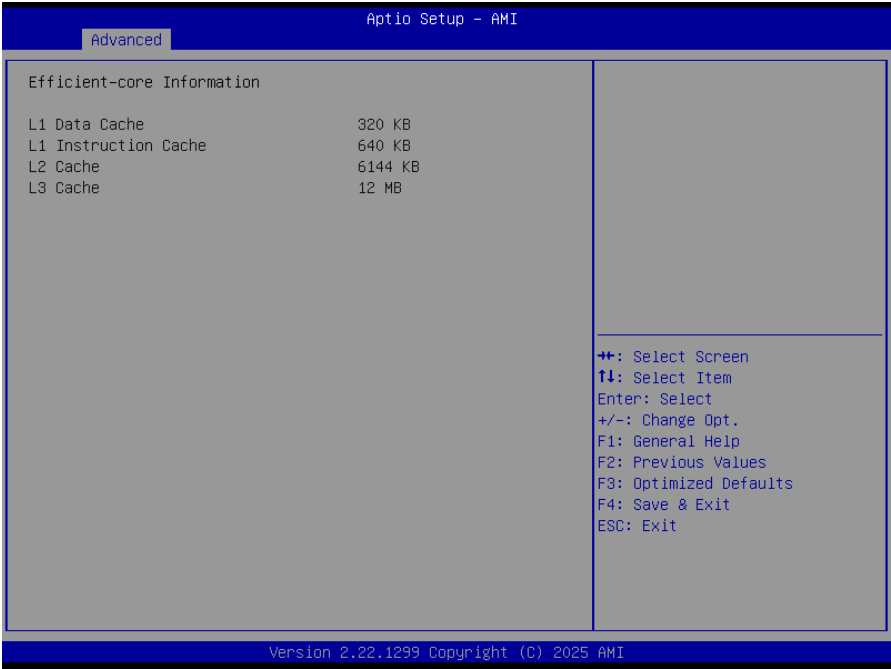 Aptio Setup – AMI
Advanced
Efficient-core Information
L1 Data Cache 320 KB
L1 Instruction Cache 640 KB
L2 Cache 6144 KB
L3 Cache 12 MB
→←: Select Screen
↑↓: Select Item
Enter: Select
+/-: Change Opt.
F1: General Help
F2: Previous Values
F3: Optimized Defaults
F4: Save & Exit
ESC: Exit
Version 2.22.1299 Copyright (C) 2025 AMI